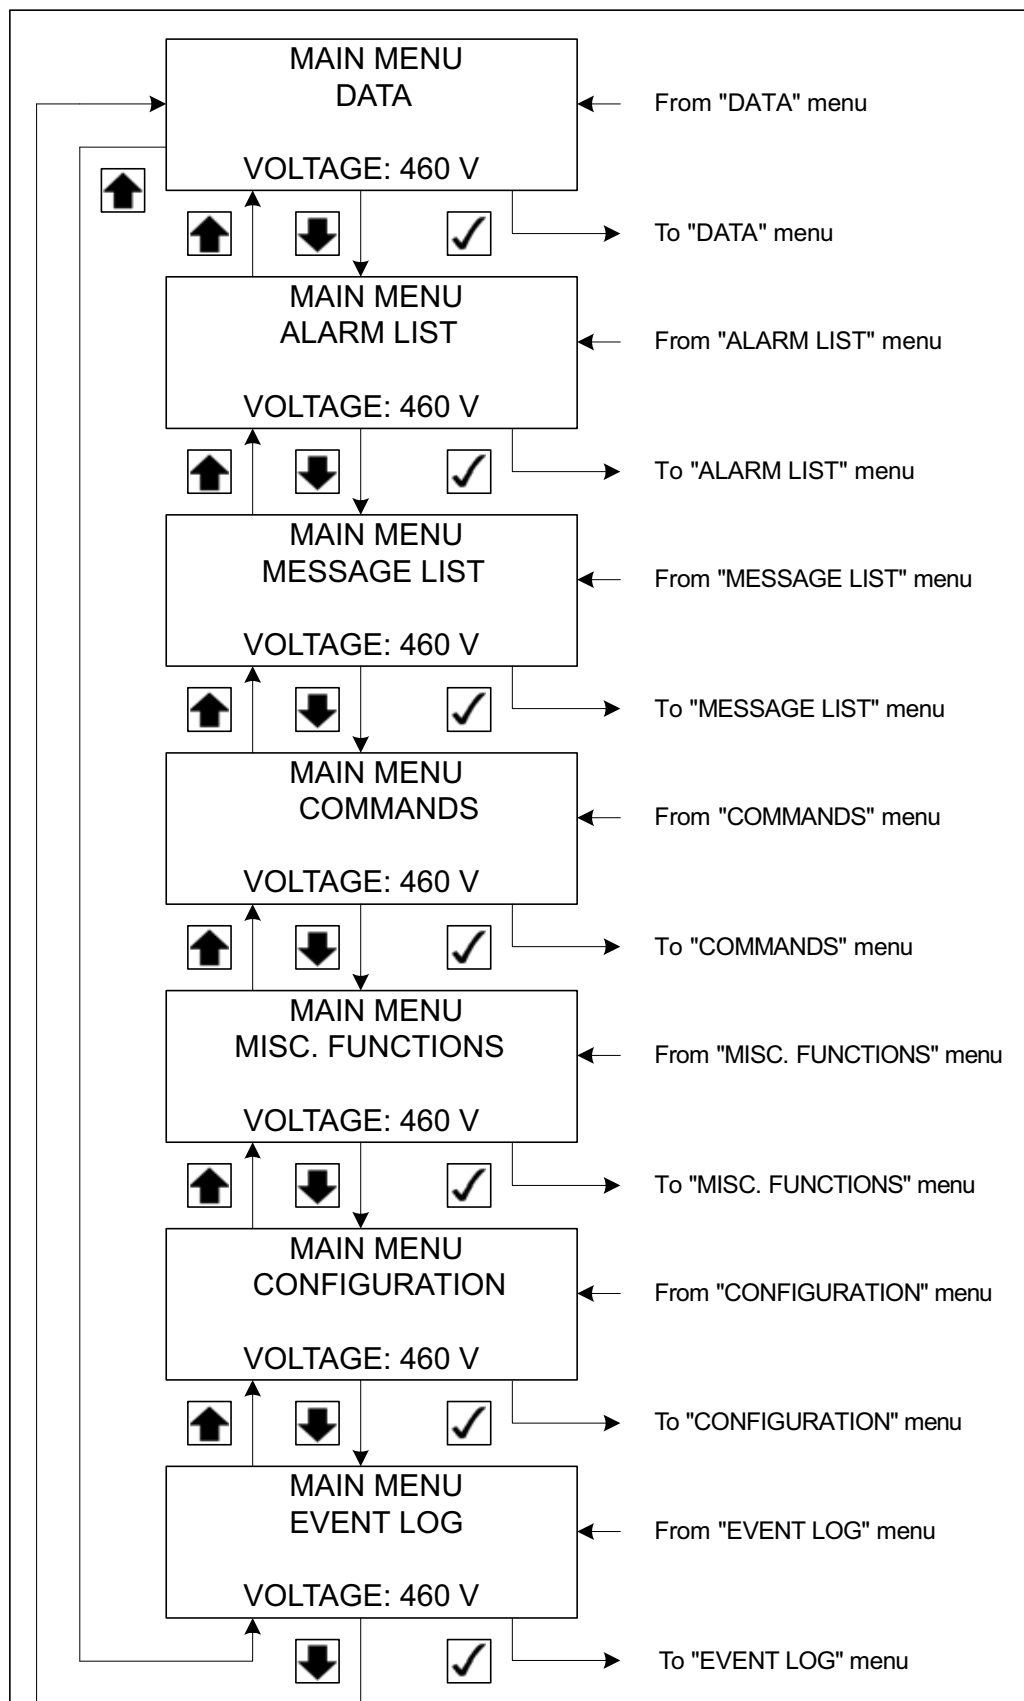 MAIN MENU
DATA
VOLTAGE: 460 V
From "DATA" menu
To "DATA" menu
MAIN MENU
ALARM LIST
VOLTAGE: 460 V
From "ALARM LIST" menu
To "ALARM LIST" menu
MAIN MENU
MESSAGE LIST
VOLTAGE: 460 V
From "MESSAGE LIST" menu
To "MESSAGE LIST" menu
MAIN MENU
COMMANDS
VOLTAGE: 460 V
From "COMMANDS" menu
To "COMMANDS" menu
MAIN MENU
MISC. FUNCTIONS
VOLTAGE: 460 V
From "MISC. FUNCTIONS" menu
To "MISC. FUNCTIONS" menu
MAIN MENU
CONFIGURATION
VOLTAGE: 460 V
From "CONFIGURATION" menu
To "CONFIGURATION" menu
MAIN MENU
EVENT LOG
VOLTAGE: 460 V
From "EVENT LOG" menu
To "EVENT LOG" menu